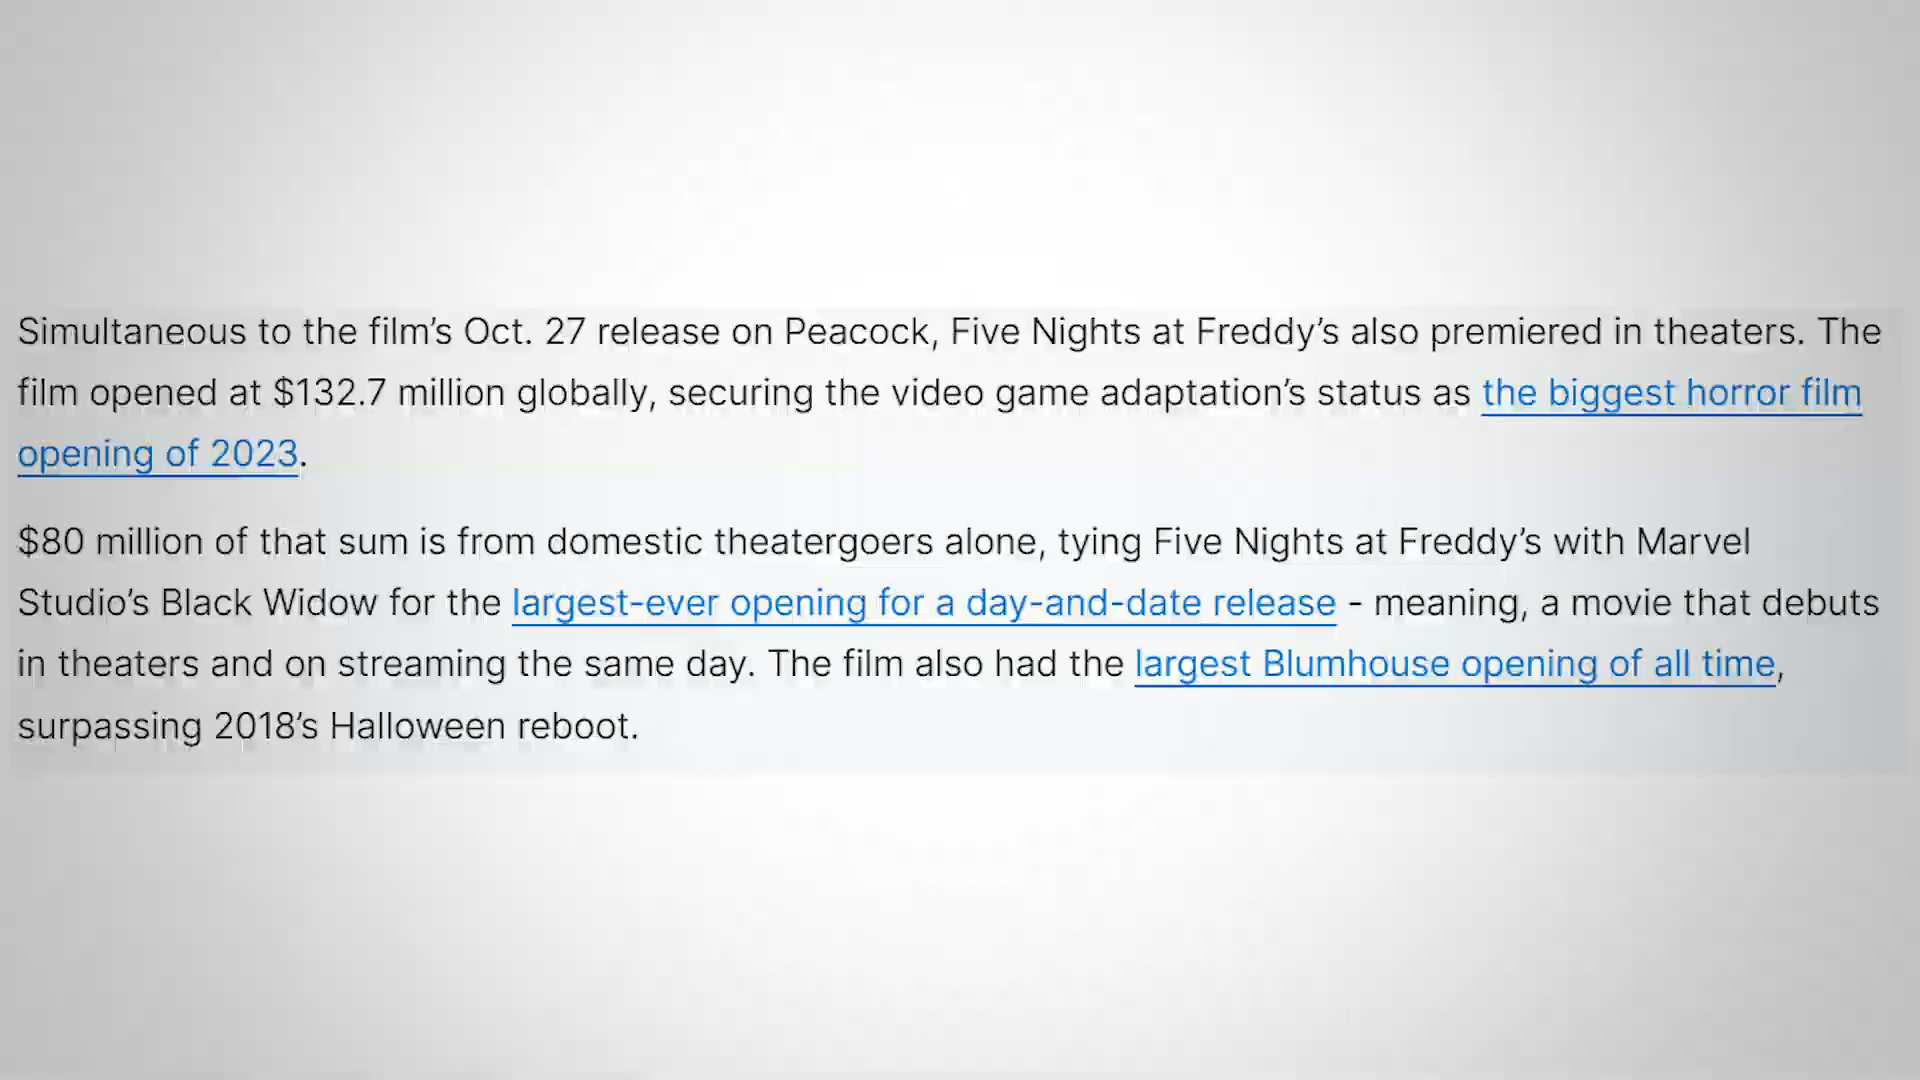 Simultaneous to the film’s Oct. 27 release on Peacock, Five Nights at Freddy’s also premiered in theaters. The
film opened at $132.7 million globally, securing the video game adaptation’s status as the biggest horror film
opening of 2023.
$80 million of that sum is from domestic theatergoers alone, tying Five Nights at Freddy’s with Marvel
Studio’s Black Widow for the largest-ever opening for a day-and-date release - meaning, a movie that debuts
in theaters and on streaming the same day. The film also had the largest Blumhouse opening of all time,
surpassing 2018’s Halloween reboot.